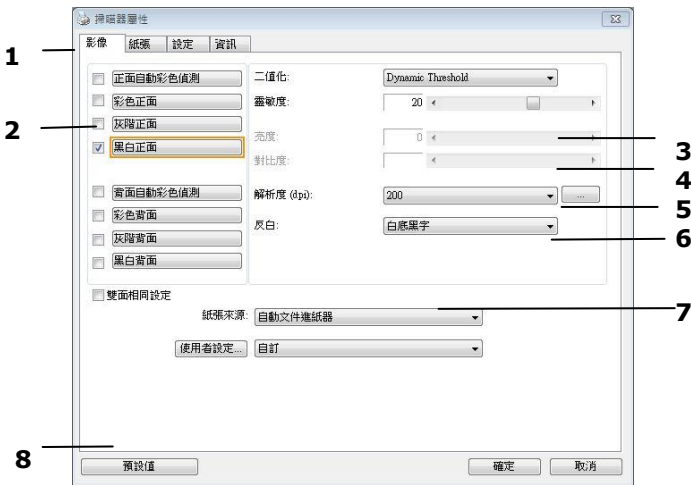 掃瞄器屬性
影像 紙張 設定 資訊
1
正面自動彩色偵測
彩色正面
灰階正面
黑白正面
2
背面自動彩色偵測
彩色背面
灰階背面
黑白背面
二值化: Dynamic Threshold
靈敏度: 20
亮度: 0
3
對比度:
4
解析度 (dpi): 200 ...
5
反白: 白底黑字
6
雙面相同設定
紙張來源: 自動文件進紙器
7
使用者設定... 自訂
8
預設值 確定 取消